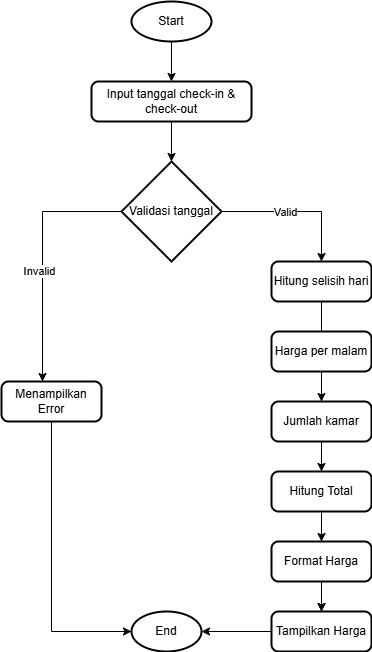 Start
Input tanggal check-in &
check-out
Validasi tanggal
Valid
Invalid
Hitung selisih hari
Harga per malam
Menampilkan
Error
Jumlah kamar
Hitung Total
Format Harga
End
Tampilkan Harga